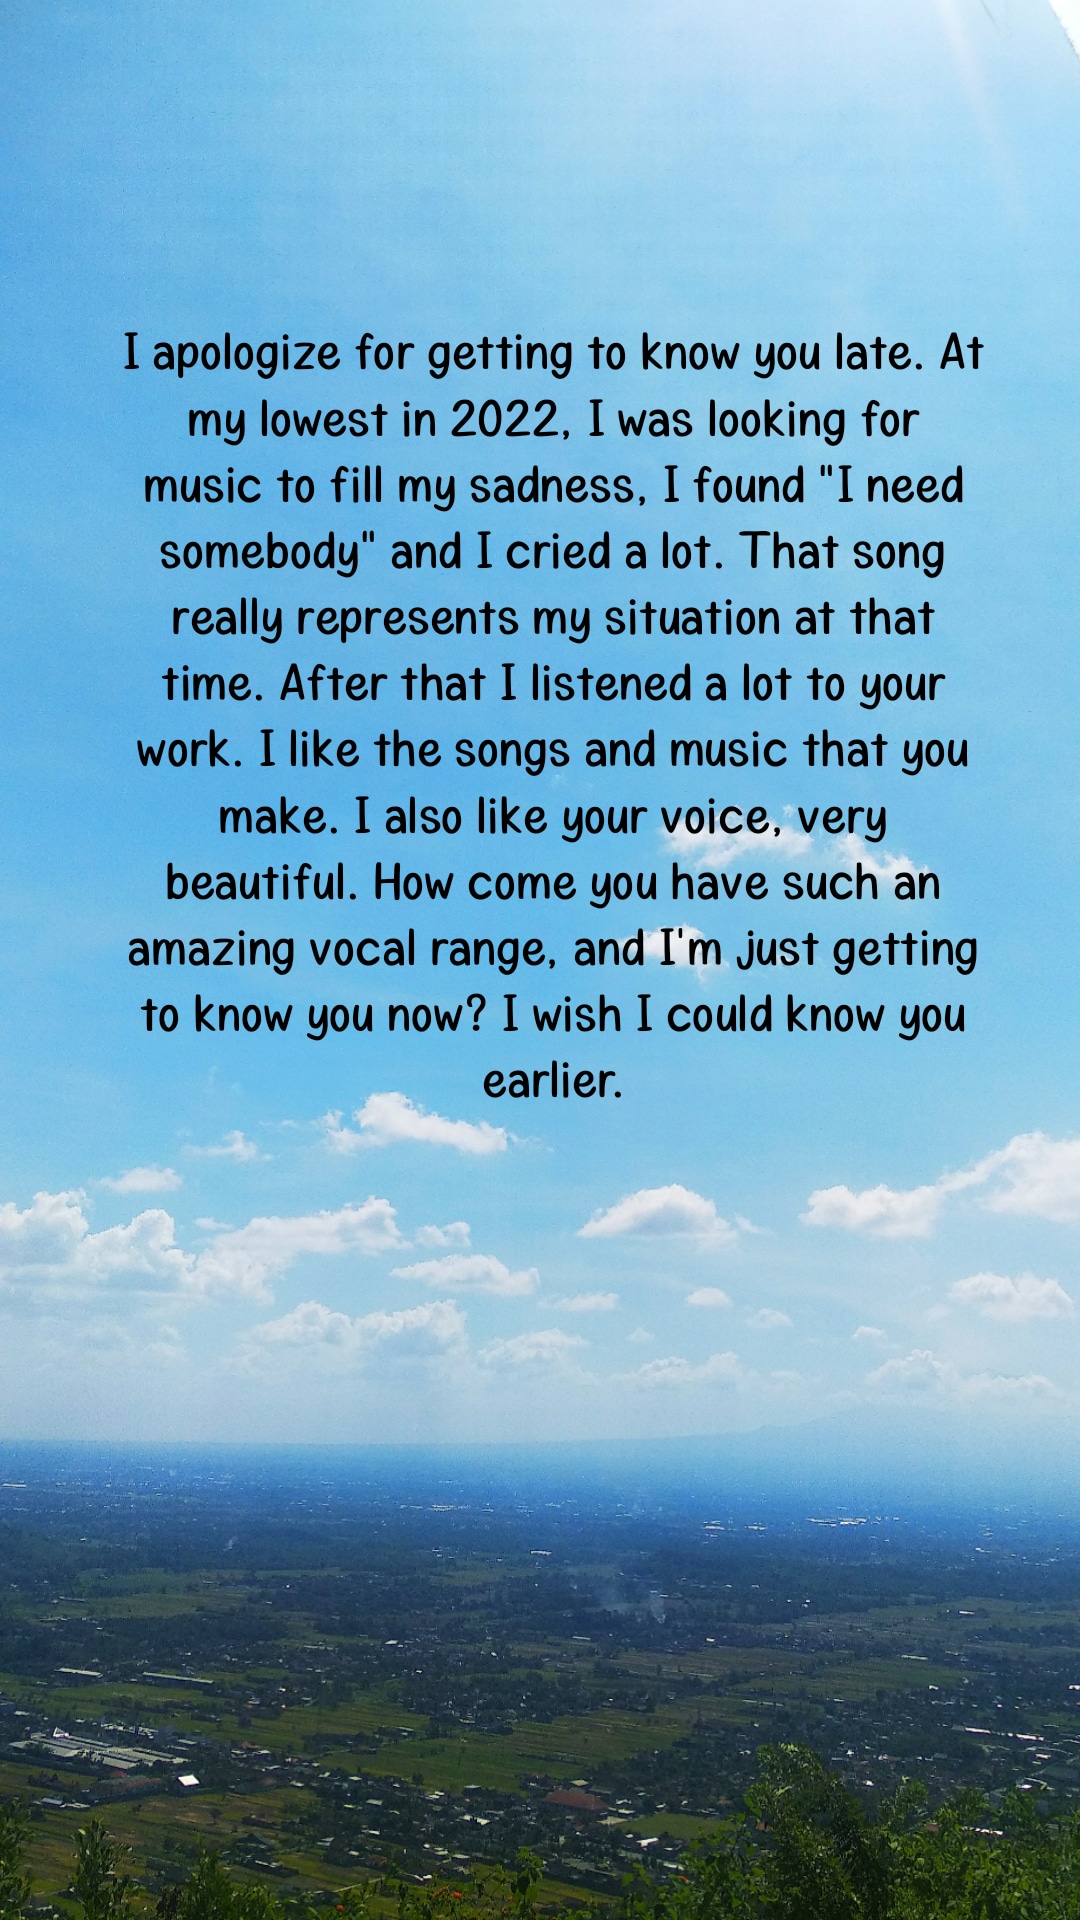 I apologize for getting to know you late. At
my lowest in 2022, I was looking for
music to fill my sadness, I found "I need
somebody" and I cried a lot. That song
really represents my situation at that
time. After that I listened a lot to your
work. I like the songs and music that you
make. I also like your voice, very
beautiful. How come you have such an
amazing vocal range, and I'm just getting
to know you now? I wish I could know you
earlier.